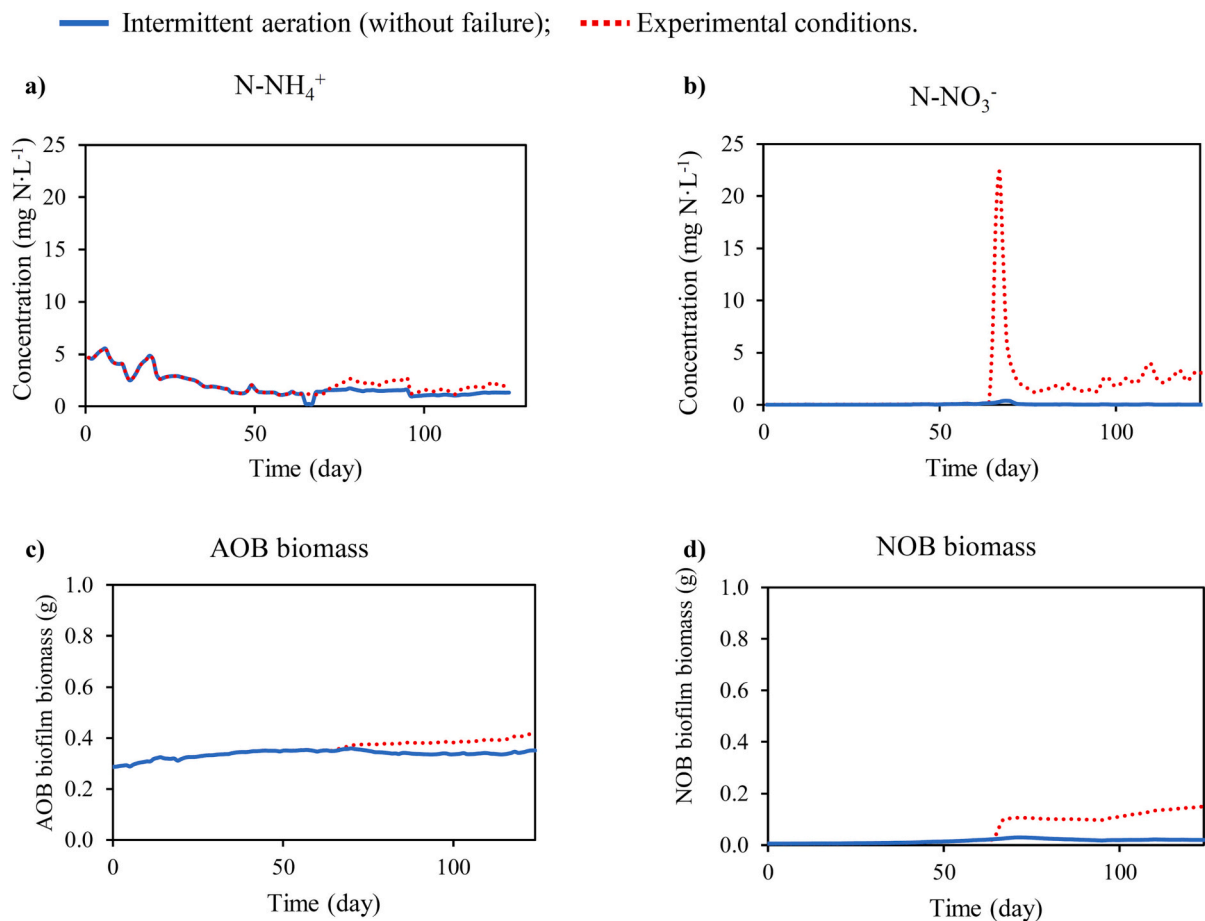 Intermittent aeration (without failure); Experimental conditions.
a) N-NH₄⁺
25
20
15
10
5
0
0 50 100
Concentration (mg N·L⁻¹)
Time (day)
b) N-NO₃⁻
25
20
15
10
5
0
0 50 100
Concentration (mg N·L⁻¹)
Time (day)
c) AOB biomass
1.0
0.8
0.6
0.4
0.2
0.0
0 50 100
AOB biofilm biomass (g)
Time (day)
d) NOB biomass
1.0
0.8
0.6
0.4
0.2
0.0
0 50 100
NOB biofilm biomass (g)
Time (day)